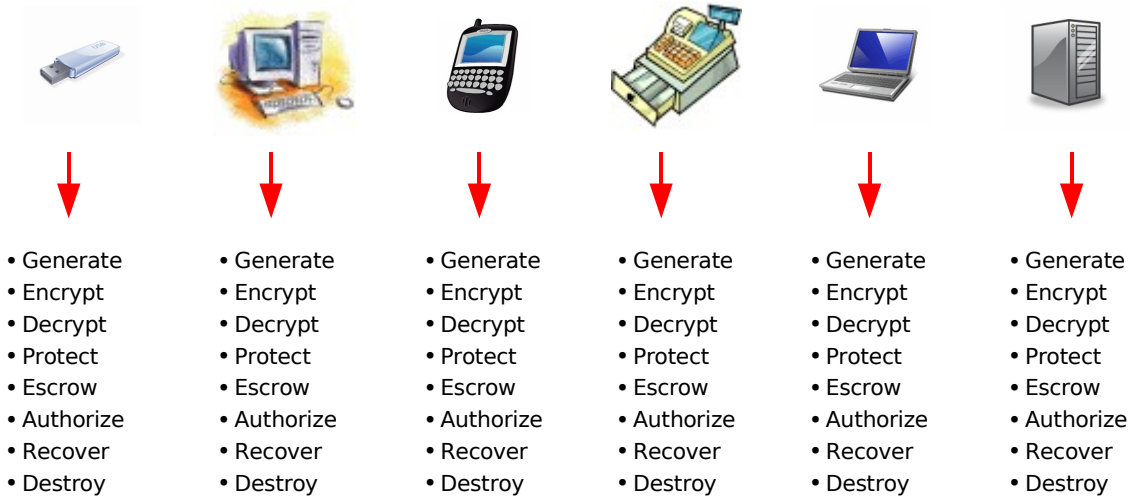 • Generate • Generate • Generate • Generate • Generate • Generate
• Encrypt • Encrypt • Encrypt • Encrypt • Encrypt • Encrypt
• Decrypt • Decrypt • Decrypt • Decrypt • Decrypt • Decrypt
• Protect • Protect • Protect • Protect • Protect • Protect
• Escrow • Escrow • Escrow • Escrow • Escrow • Escrow
• Authorize • Authorize • Authorize • Authorize • Authorize • Authorize
• Recover • Recover • Recover • Recover • Recover • Recover
• Destroy • Destroy • Destroy • Destroy • Destroy • Destroy